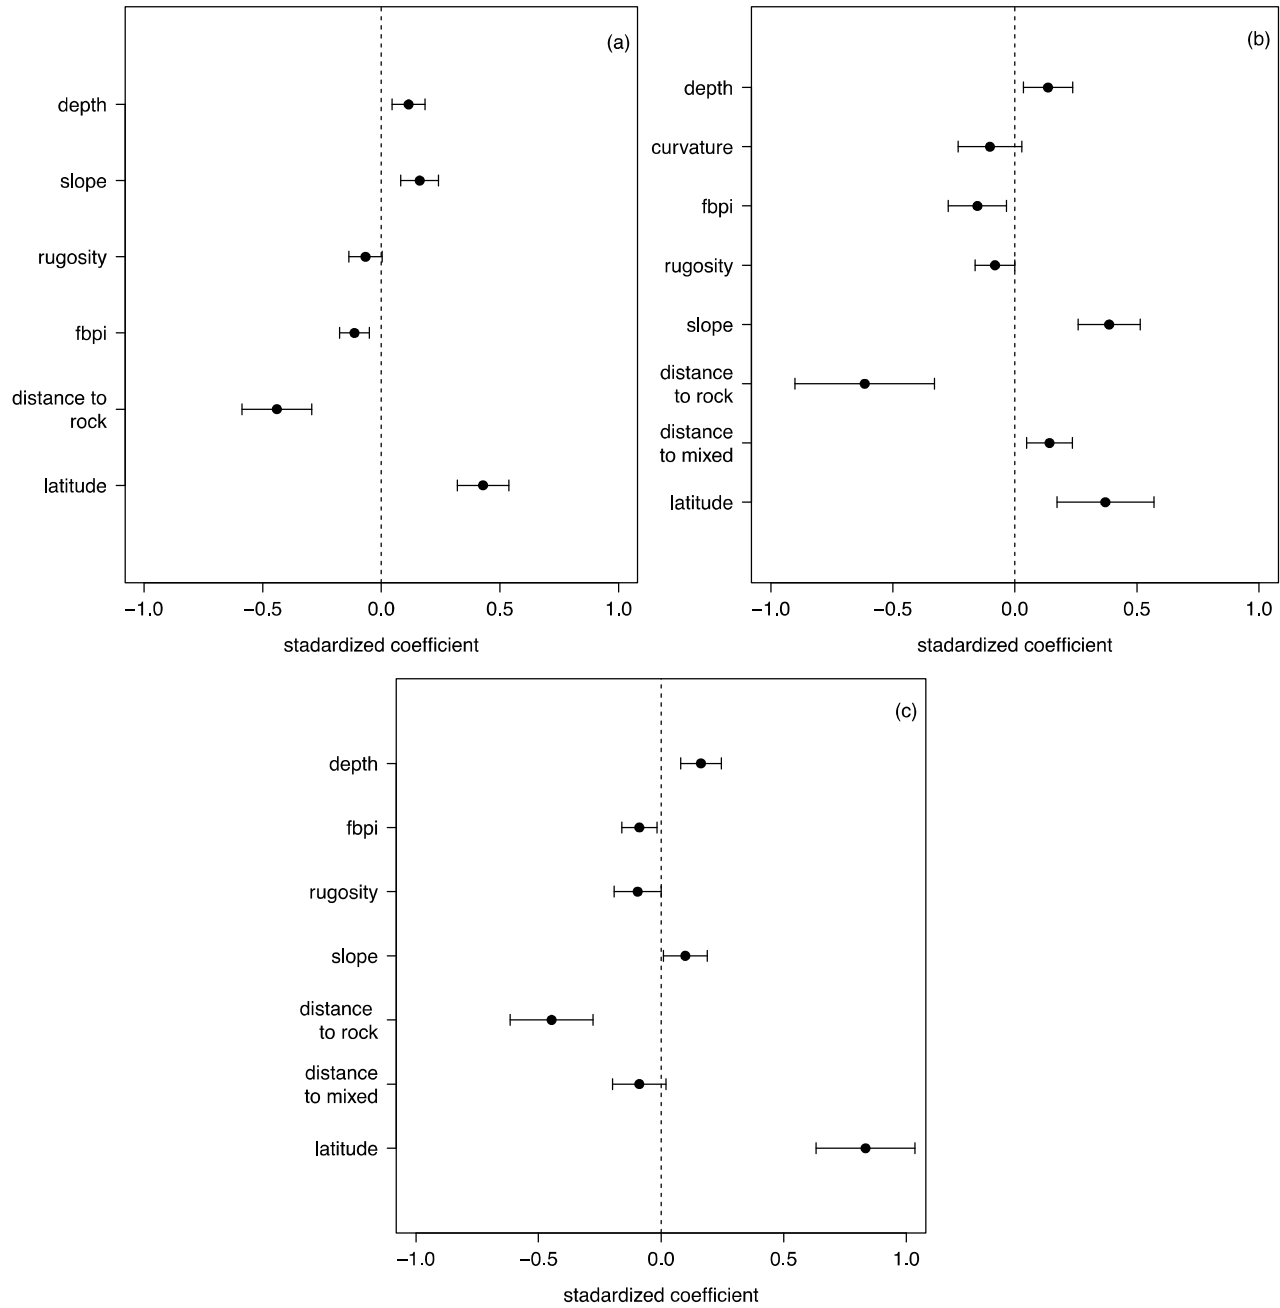 (a)
depth
slope
rugosity
fbpi
distance to
rock
latitude
−1.0 −0.5 0.0 0.5 1.0
stadardized coefficient
(b)
depth
curvature
fbpi
rugosity
slope
distance
to rock
distance
to mixed
latitude
−1.0 −0.5 0.0 0.5 1.0
stadardized coefficient
(c)
depth
fbpi
rugosity
slope
distance
to rock
distance
to mixed
latitude
−1.0 −0.5 0.0 0.5 1.0
stadardized coefficient